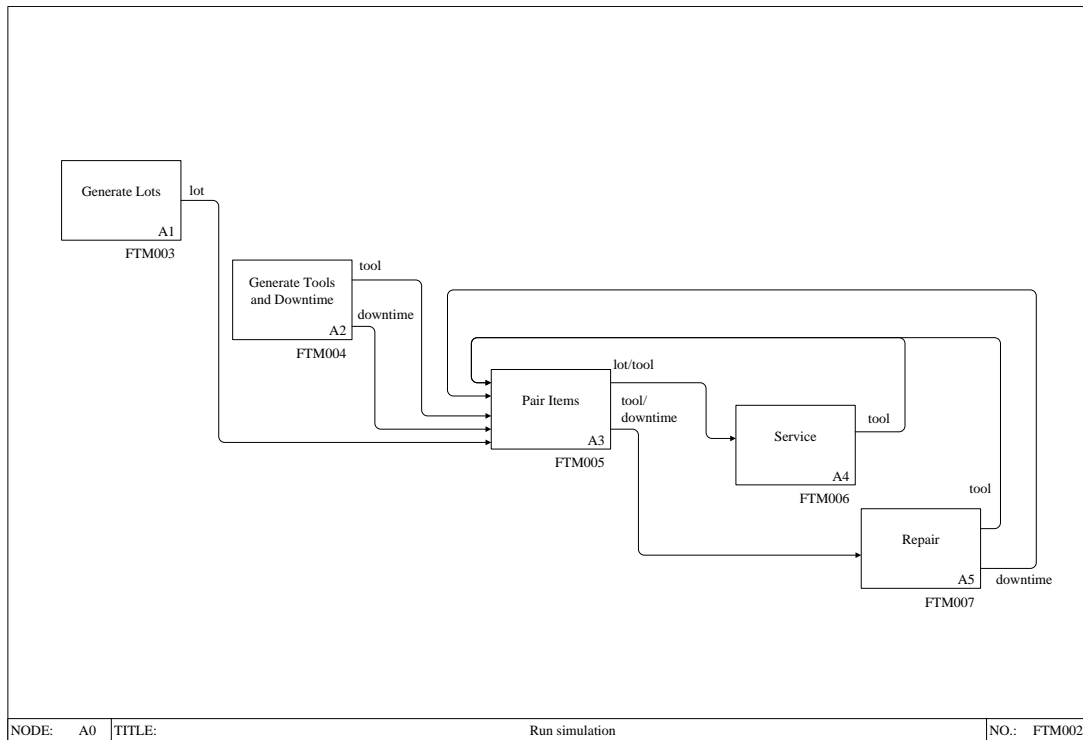 Generate Lots
lot
A1
FTM003
Generate Tools
and Downtime
tool
downtime
A2
FTM004
Pair Items
lot/tool
tool/
downtime
A3
FTM005
Service
tool
A4
FTM006
Repair
tool
A5
downtime
FTM007
NODE: A0 TITLE: Run simulation NO.: FTM002